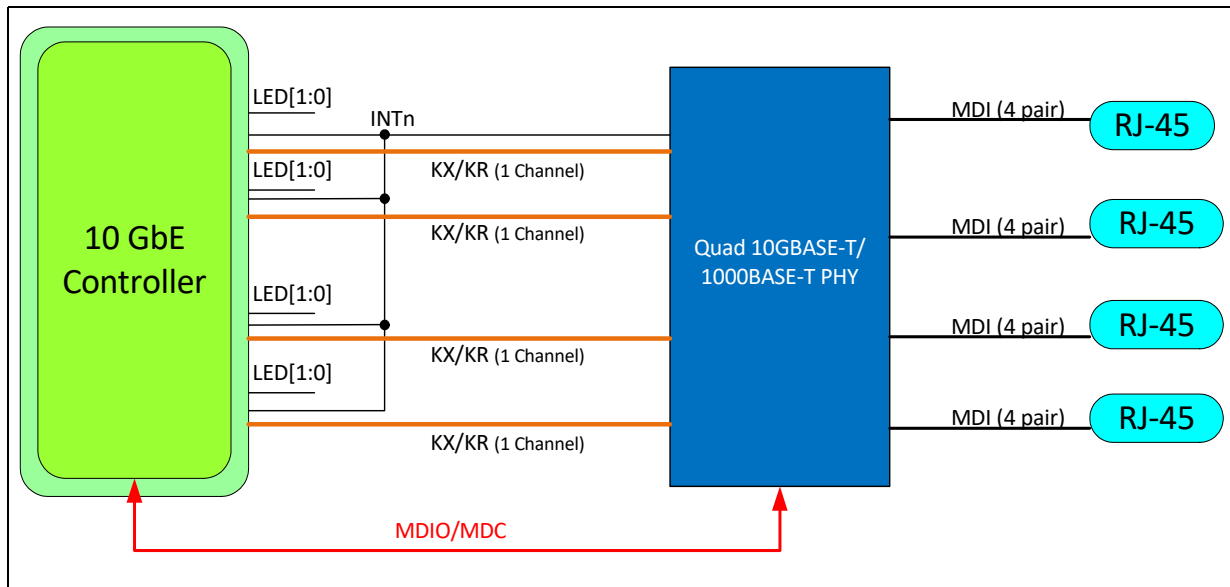 LED[1:0]
INTn
MDI (4 pair)
RJ-45
KX/KR (1 Channel)
LED[1:0]
KX/KR (1 Channel)
MDI (4 pair)
RJ-45
10 GbE
Controller
Quad 10GBASE-T/
1000BASE-T PHY
LED[1:0]
MDI (4 pair)
RJ-45
KX/KR (1 Channel)
LED[1:0]
MDI (4 pair)
RJ-45
KX/KR (1 Channel)
MDIO/MDC